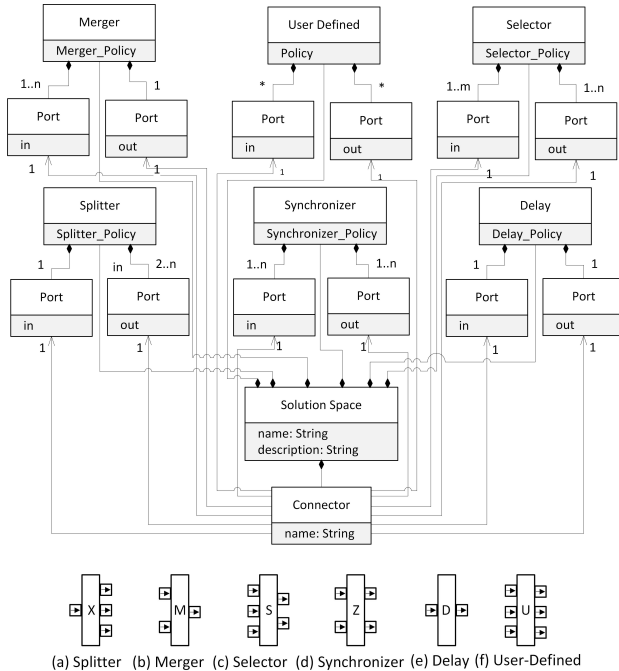 Merger
User Defined
Selector
Merger_Policy
Policy
Selector_Policy
1..n
1
*
*
1..m
1..n
Port
Port
Port
Port
Port
Port
in
out
in
out
in
out
1
1
1
1
1
1
Splitter
Synchronizer
Delay
Splitter_Policy
Synchronizer_Policy
Delay_Policy
1
in
2..n
1..n
1..n
1
1
Port
Port
Port
Port
Port
Port
in
out
in
out
in
out
1
1
1
1
1
1
Solution Space
name: String
description: String
Connector
name: String
X
M
S
Z
D
U
(a) Splitter
(b) Merger
(c) Selector
(d) Synchronizer
(e) Delay
(f) User-Defined